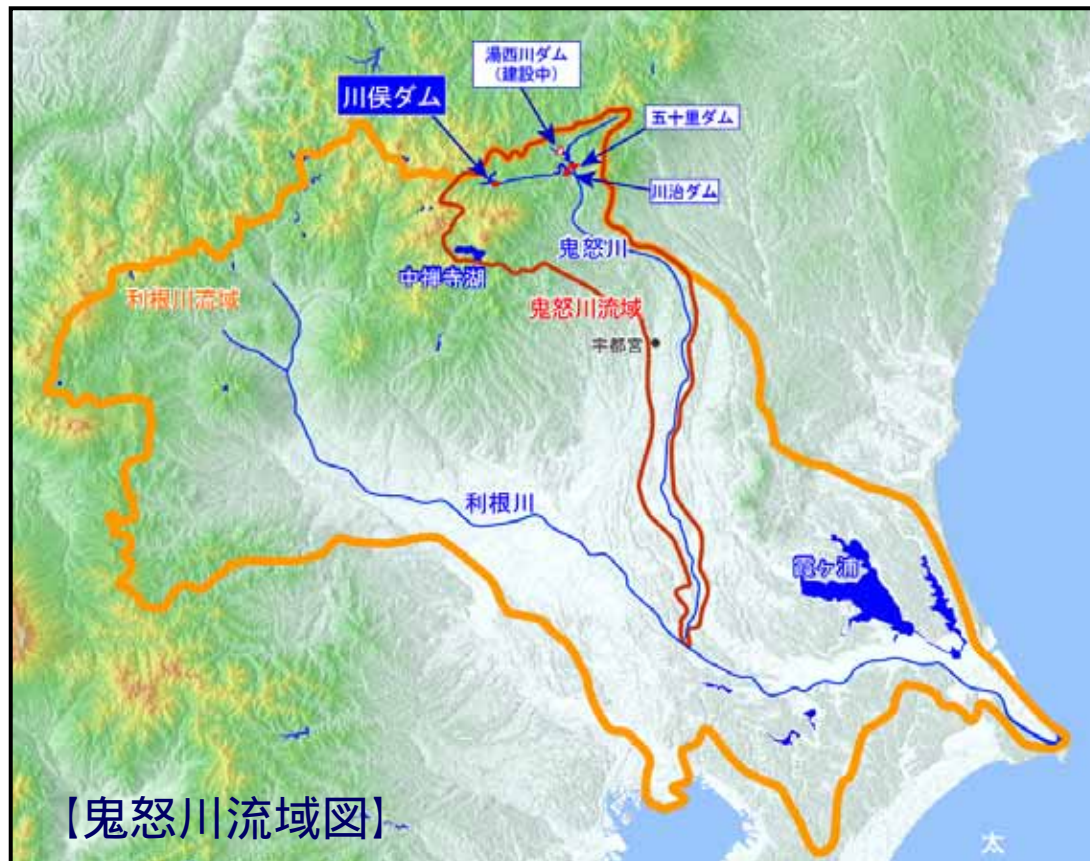 湯西川ダム
(建設中)
川俣ダム
五十里ダム
川治ダム
鬼怒川
中禅寺湖
利根川流域
鬼怒川流域
宇都宮
利根川
霞ヶ浦
【鬼怒川流域図】
太